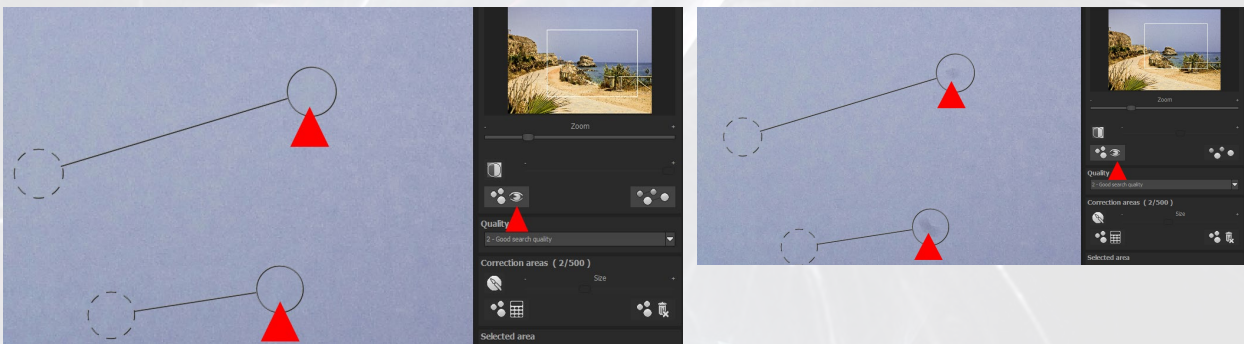 Zoom
Quality
2 - Good search quality
Correction areas ( 2/500 )
Size
Selected area
Zoom
Quality
2 - Good search quality
Correction areas ( 2/500 )
Size
Selected area